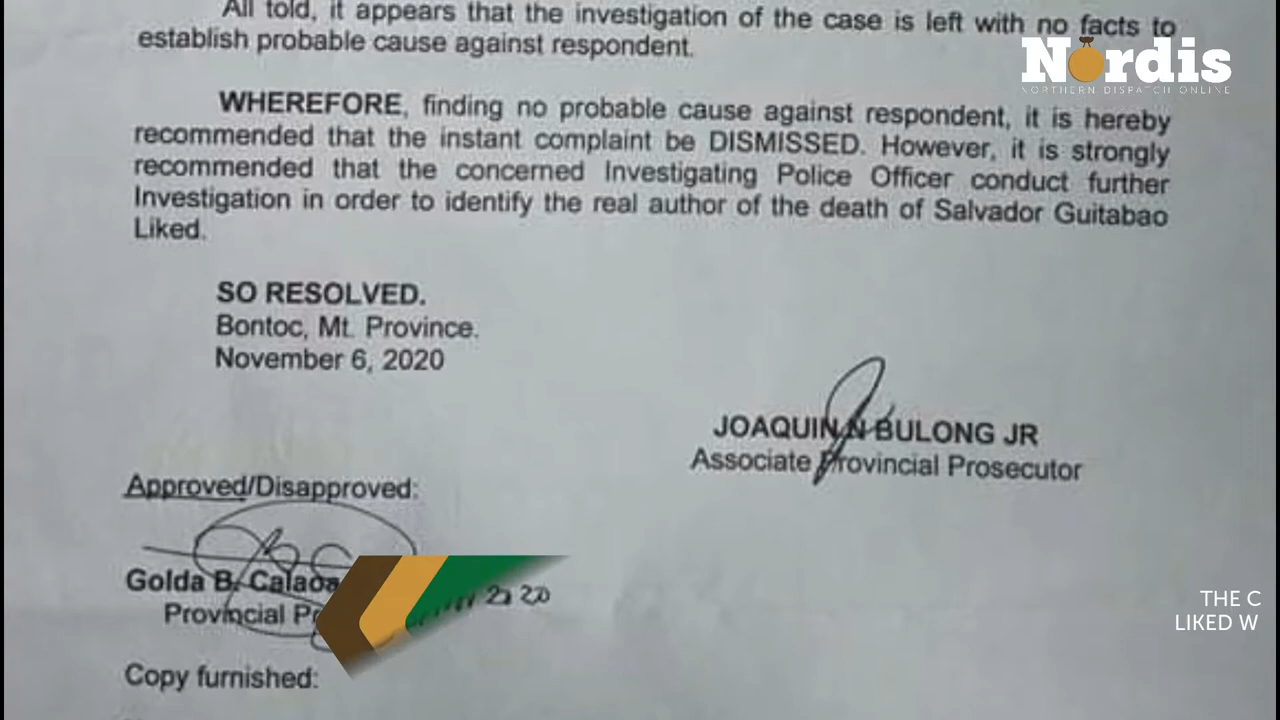 All told, it appears that the investigation of the case is left with no facts to
establish probable cause against respondent.
Nordis
NORTHERN DISPATCH ONLINE
WHEREFORE, finding no probable cause against respondent, it is hereby
recommended that the instant complaint be DISMISSED. However, it is strongly
recommended that the concerned Investigating Police Officer conduct further
Investigation in order to identify the real author of the death of Salvador Guitabao
Liked.
SO RESOLVED.
Bontoc, Mt. Province.
November 6, 2020
JOAQUIN N BULONG JR
Associate Provincial Prosecutor
Approved/Disapproved:
Golda B.
Provincial
20
THE C
LIKED W
Copy furnished: